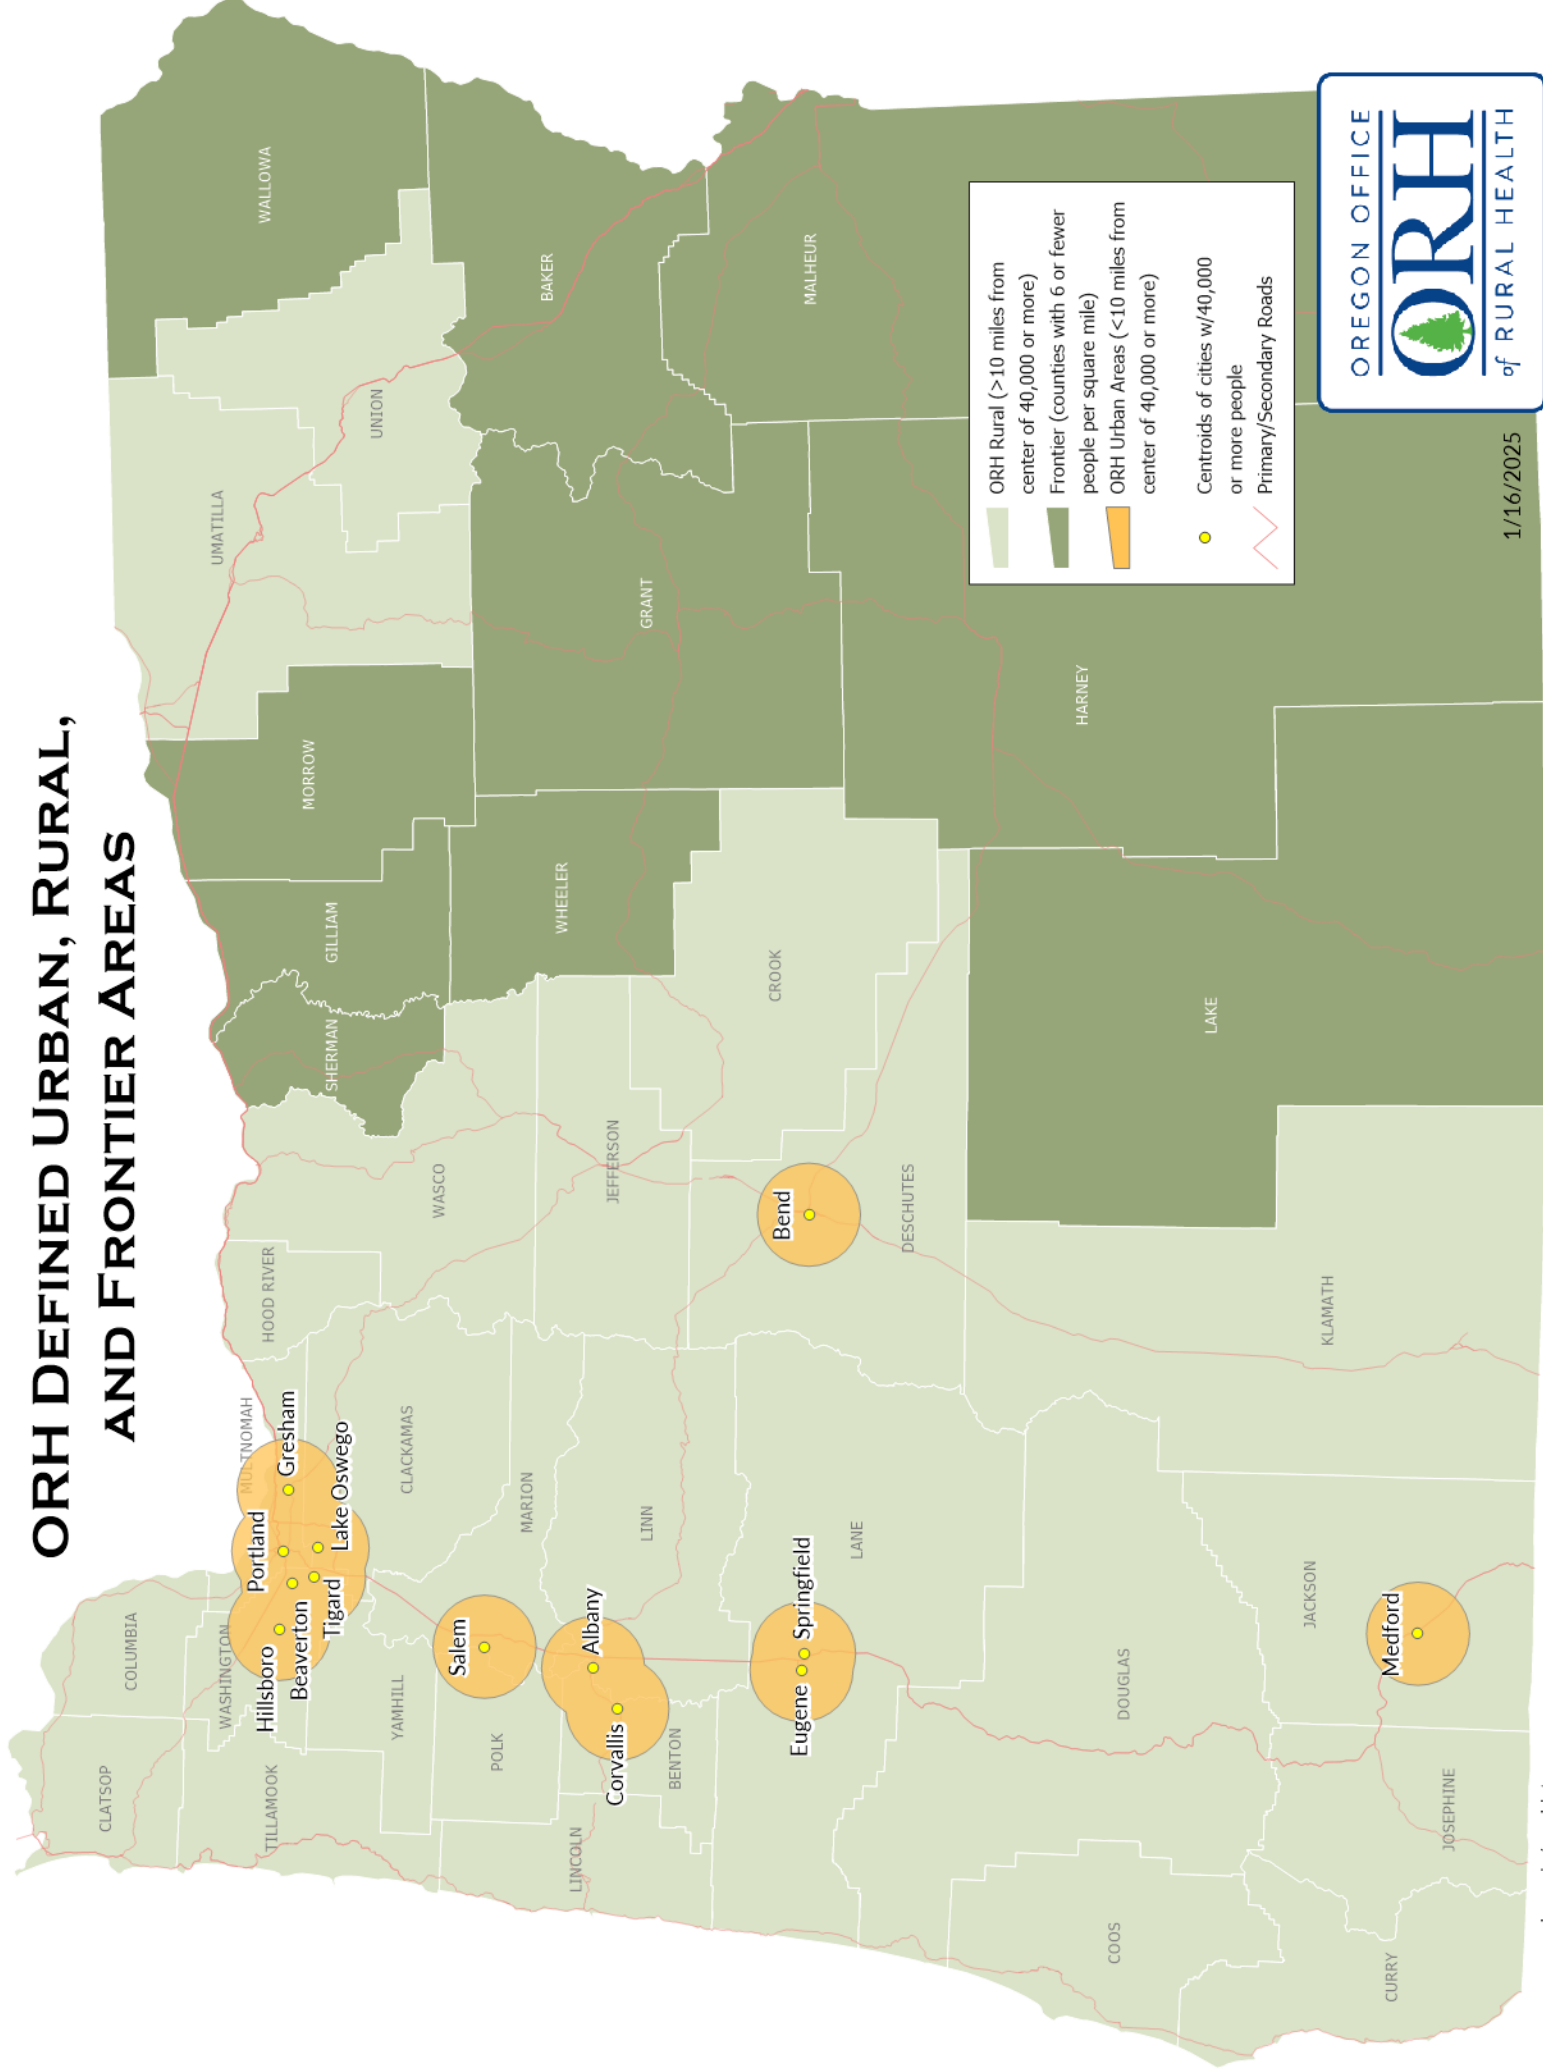 ORH DEFINED URBAN, RURAL,
AND FRONTIER AREAS
CLATSOP
COLUMBIA
TILLAMOOK
WASHINGTON
MULTNOMAH
HOOD RIVER
Hillsboro
Portland
Gresham
Beaverton
Tigard
Lake Oswego
YAMHILL
CLACKAMAS
WASCO
SHERMAN
GILLIAM
MORROW
UMATILLA
UNION
WALLOWA
POLK
Salem
MARION
LINCOLN
Albany
Corvallis
BENTON
LINN
JEFFERSON
WHEELER
GRANT
BAKER
Eugene
Springfield
LANE
Bend
DESCHUTES
CROOK
MALHEUR
HARNEY
LAKE
KLAMATH
DOUGLAS
COOS
CURRY
JOSEPHINE
JACKSON
Medford
ORH Rural (>10 miles from
center of 40,000 or more)
Frontier (counties with 6 or fewer
people per square mile)
ORH Urban Areas (<10 miles from
center of 40,000 or more)
Centroids of cities w/40,000
or more people
Primary/Secondary Roads
OREGON OFFICE
ORH
of RURAL HEALTH
1/16/2025